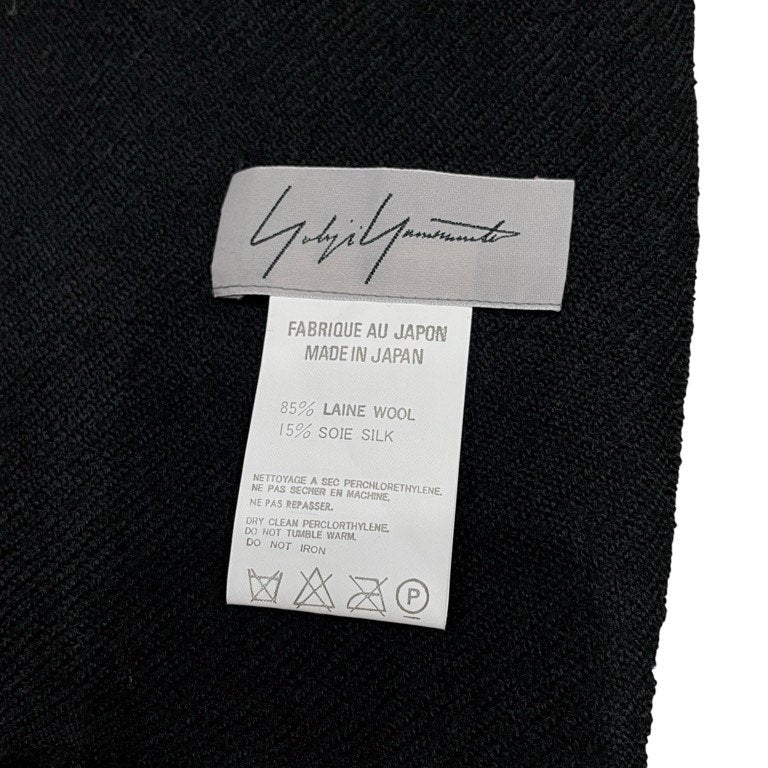 Yohji Yamamoto
FABRIQUE AU JAPON
MADE IN JAPAN
85% LAINE WOOL
15% SOIE SILK
NETTOYAGE A SEC PERCHLORETHYLENE.
NE PAS SECHER EN MACHINE.
NE PAS REPASSER.
DRY CLEAN PERCLORTHYLENE.
DO NOT TUMBLE WARM.
DO NOT IRON
P